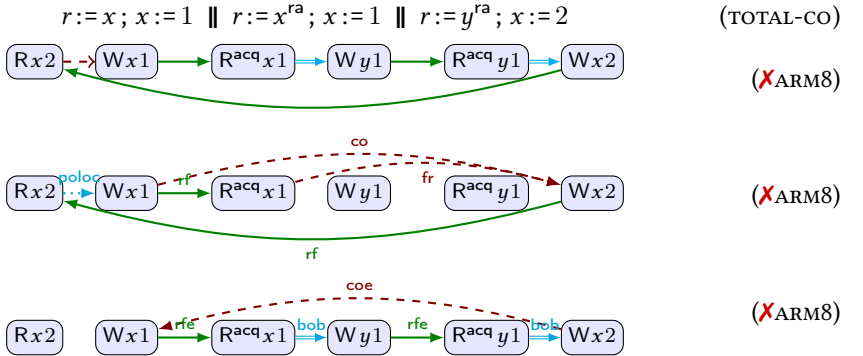 r := x ; x := 1 ‖ r := x^ra ; x := 1 ‖ r := y^ra ; x := 2 (TOTAL-CO)
Rx2 Wx1 R^acq x1 Wy1 R^acq y1 Wx2
(✗ARM8)
co
poloc rf fr
Rx2 Wx1 R^acq x1 Wy1 R^acq y1 Wx2 (✗ARM8)
rf
coe
(✗ARM8)
rfe bob rfe bob
Rx2 Wx1 R^acq x1 Wy1 R^acq y1 Wx2